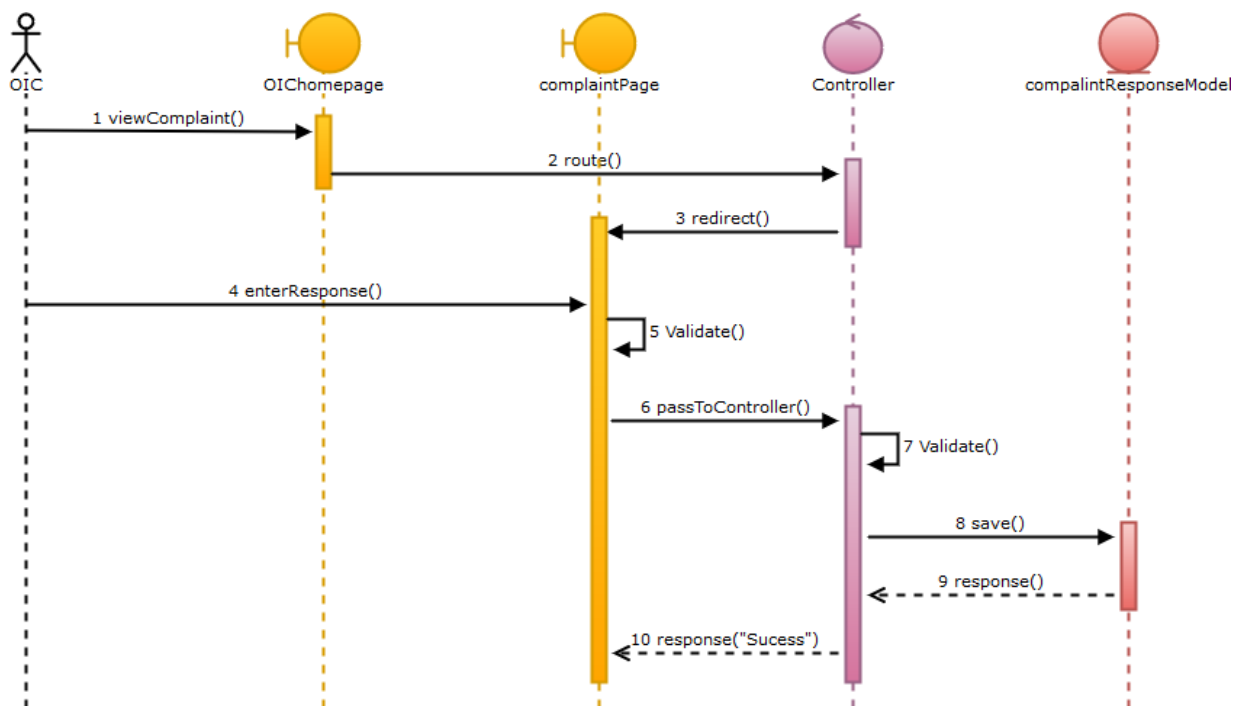 OIC
OIChomepage
complaintPage
Controller
compalintResponseModel
1 viewComplaint()
2 route()
3 redirect()
4 enterResponse()
5 Validate()
6 passToController()
7 Validate()
8 save()
9 response()
10 response("Sucess")